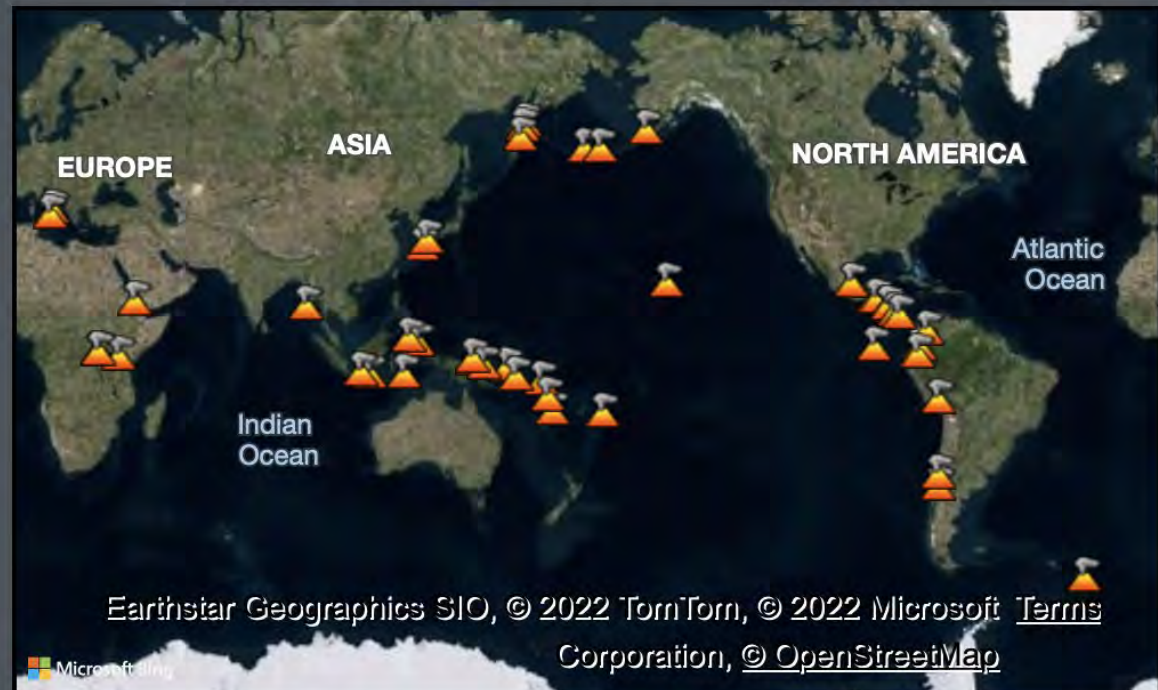 ASIA
EUROPE
NORTH AMERICA
Atlantic
Ocean
Indian
Ocean
Earthstar Geographics SIO, © 2022 TomTom, © 2022 Microsoft Terms
Corporation, © OpenStreetMap
Microsoft Bing